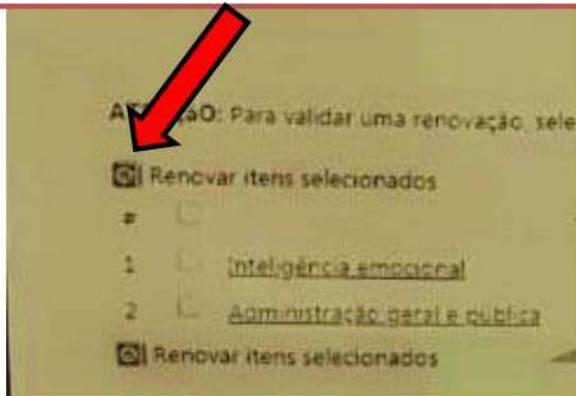 Para validar uma renovação, sele
Renovar itens selecionados
#
1 Inteligência emocional
2 Administração geral e pública
Renovar itens selecionados